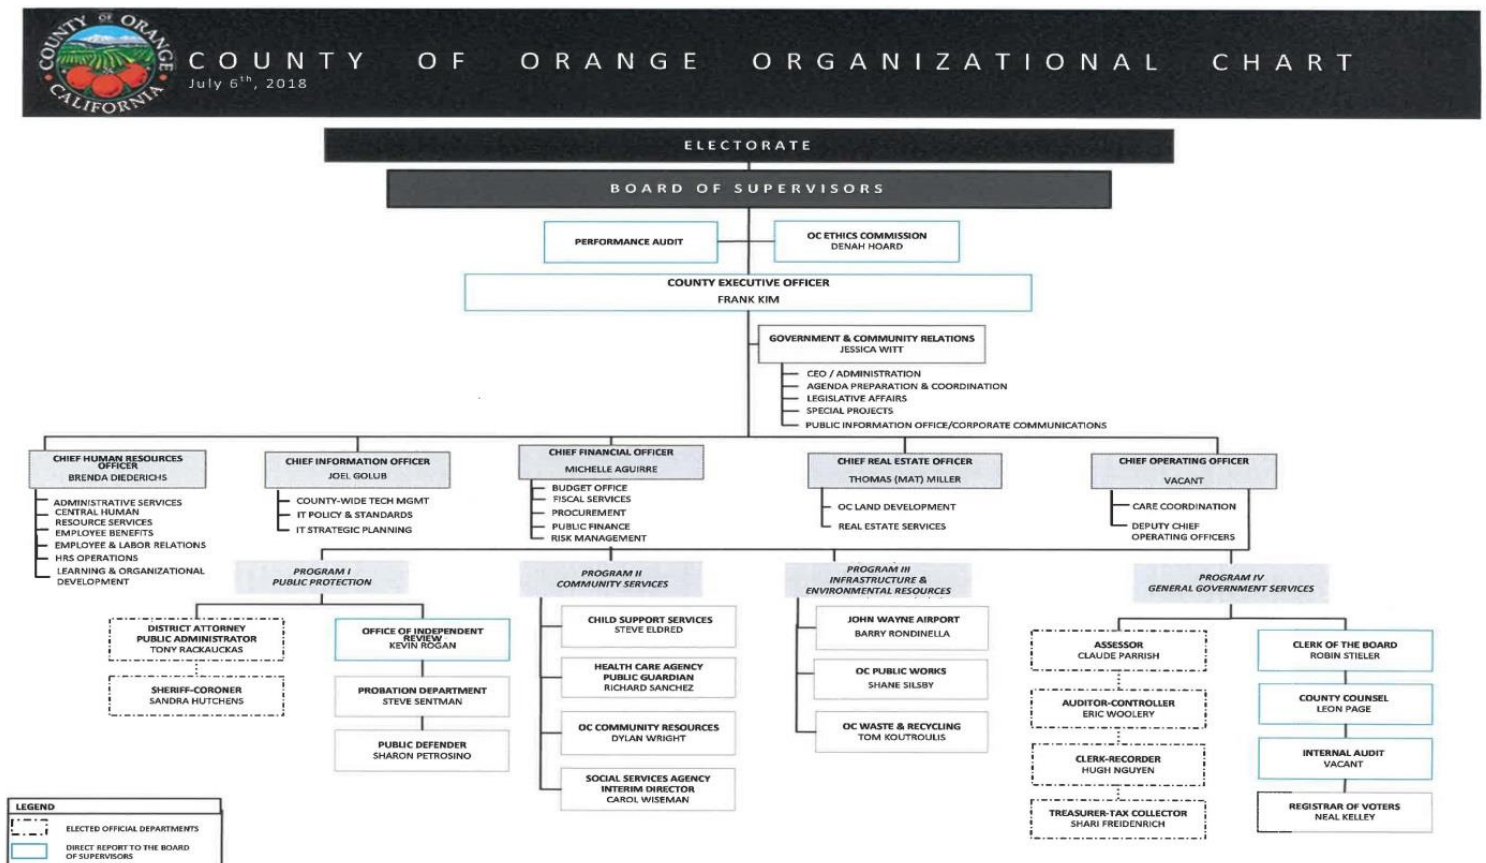 COUNTY OF ORANGE
CALIFORNIA
COUNTY OF ORANGE ORGANIZATIONAL CHART
July 6th, 2018
ELECTORATE
BOARD OF SUPERVISORS
PERFORMANCE AUDIT
OC ETHICS COMMISSION
DENAH HOARD
COUNTY EXECUTIVE OFFICER
FRANK KIM
GOVERNMENT & COMMUNITY RELATIONS
JESSICA WITT
CEO / ADMINISTRATION
AGENDA PREPARATION & COORDINATION
LEGISLATIVE AFFAIRS
SPECIAL PROJECTS
PUBLIC INFORMATION OFFICE/CORPORATE COMMUNICATIONS
CHIEF HUMAN RESOURCES
OFFICER
BRENDA DIEDERICHS
ADMINISTRATIVE SERVICES
CENTRAL HUMAN
RESOURCE SERVICES
EMPLOYEE BENEFITS
EMPLOYEE & LABOR RELATIONS
HRS OPERATIONS
LEARNING & ORGANIZATIONAL
DEVELOPMENT
CHIEF INFORMATION OFFICER
JOEL GOLUB
COUNTY-WIDE TECH MGMT
IT POLICY & STANDARDS
IT STRATEGIC PLANNING
CHIEF FINANCIAL OFFICER
MICHELLE AGUIRRE
BUDGET OFFICE
FISCAL SERVICES
PROCUREMENT
PUBLIC FINANCE
RISK MANAGEMENT
CHIEF REAL ESTATE OFFICER
THOMAS (MAT) MILLER
OC LAND DEVELOPMENT
REAL ESTATE SERVICES
CHIEF OPERATING OFFICER
VACANT
CARE COORDINATION
DEPUTY CHIEF
OPERATING OFFICERS
PROGRAM I
PUBLIC PROTECTION
DISTRICT ATTORNEY
PUBLIC ADMINISTRATOR
TONY RACKAUCKAS
SHERIFF-CORONER
SANDRA HUTCHENS
OFFICE OF INDEPENDENT
REVIEW
KEVIN ROGAN
PROBATION DEPARTMENT
STEVE SENTMAN
PUBLIC DEFENDER
SHARON PETROSINO
PROGRAM II
COMMUNITY SERVICES
CHILD SUPPORT SERVICES
STEVE ELDRED
HEALTH CARE AGENCY
PUBLIC GUARDIAN
RICHARD SANCHEZ
OC COMMUNITY RESOURCES
DYLAN WRIGHT
SOCIAL SERVICES AGENCY
INTERIM DIRECTOR
CAROL WISEMAN
PROGRAM III
INFRASTRUCTURE &
ENVIRONMENTAL RESOURCES
JOHN WAYNE AIRPORT
BARRY RONDINELLA
OC PUBLIC WORKS
SHANE SILSBY
OC WASTE & RECYCLING
TOM KOUTROULIS
PROGRAM IV
GENERAL GOVERNMENT SERVICES
ASSESSOR
CLAUDE PARRISH
AUDITOR-CONTROLLER
ERIC WOOLERY
CLERK-RECORDER
HUGH NGUYEN
TREASURER-TAX COLLECTOR
SHARI FREIDENRICH
CLERK OF THE BOARD
ROBIN STIELER
COUNTY COUNSEL
LEON PAGE
INTERNAL AUDIT
VACANT
REGISTRAR OF VOTERS
NEAL KELLEY
LEGEND
ELECTED OFFICIAL DEPARTMENTS
DIRECT REPORT TO THE BOARD
OF SUPERVISORS